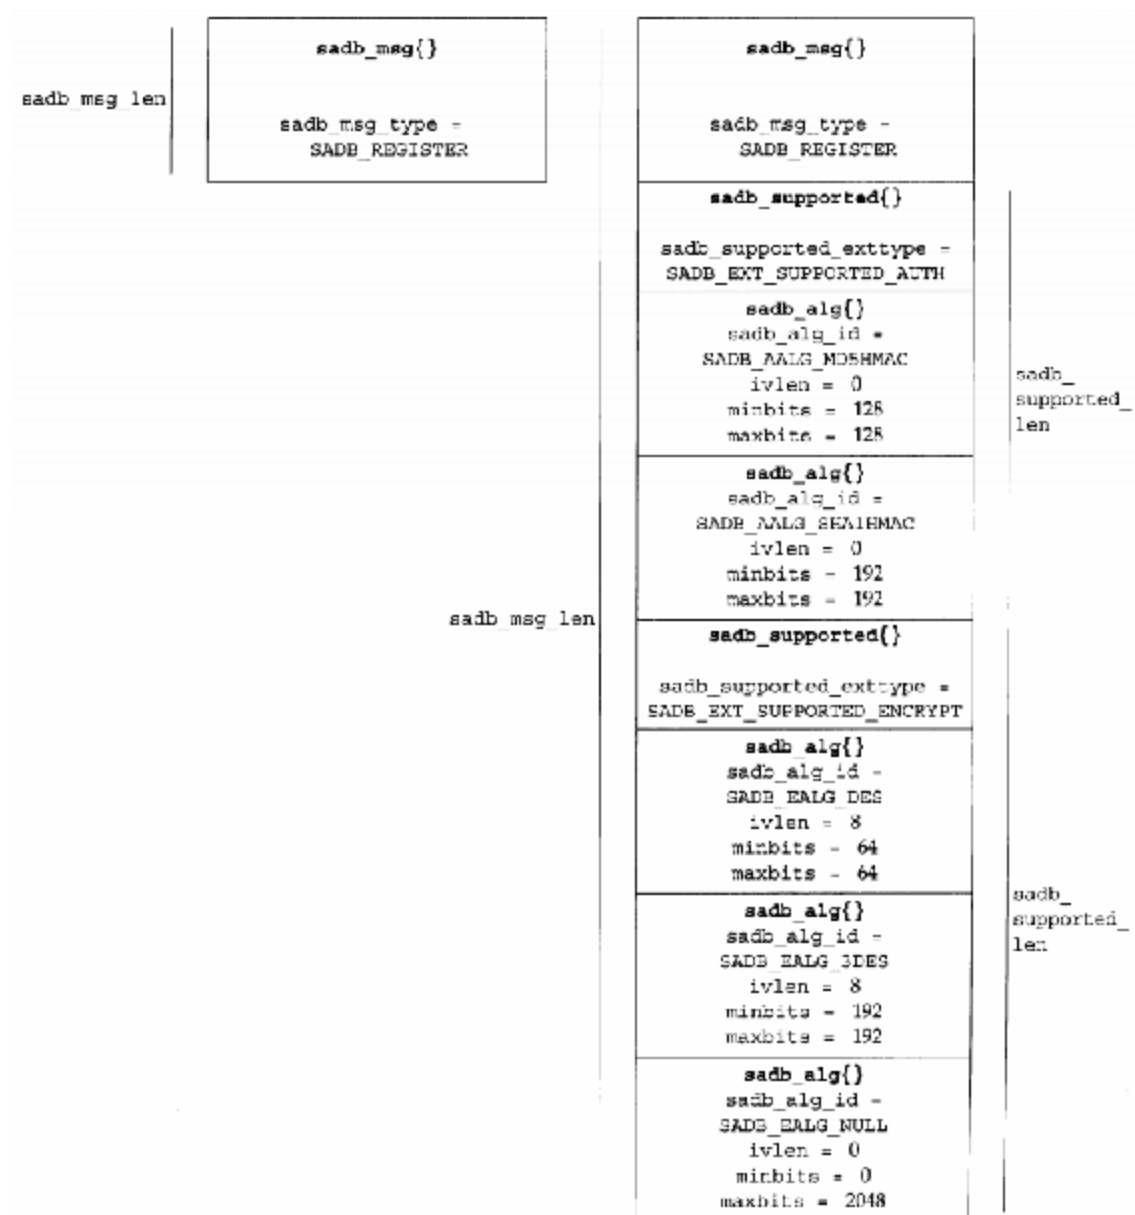 sadb_msg{}
sadb_msg_len
sadb_msg_type =
SADB_REGISTER
sadb_msg{}
sadb_msg_type =
SADB_REGISTER
sadb_supported{}
sadb_supported_exttype =
SADB_EXT_SUPPORTED_AUTH
sadb_alg{}
sadb_alg_id =
SADB_AALG_MD5HMAC
ivlen = 0
minbits = 128
maxbits = 128
sadb_
supported_
len
sadb_alg{}
sadb_alg_id =
SADB_AALG_SHA1HMAC
ivlen = 0
minbits = 192
maxbits = 192
sadb_msg_len
sadb_supported{}
sadb_supported_exttype =
SADB_EXT_SUPPORTED_ENCRYPT
sadb_alg{}
sadb_alg_id =
SADB_EALG_DES
ivlen = 8
minbits = 64
maxbits = 64
sadb_alg{}
sadb_alg_id =
SADB_EALG_3DES
ivlen = 8
minbits = 192
maxbits = 192
sadb_
supported_
len
sadb_alg{}
sadb_alg_id =
SADB_EALG_NULL
ivlen = 0
minbits = 0
maxbits = 2048